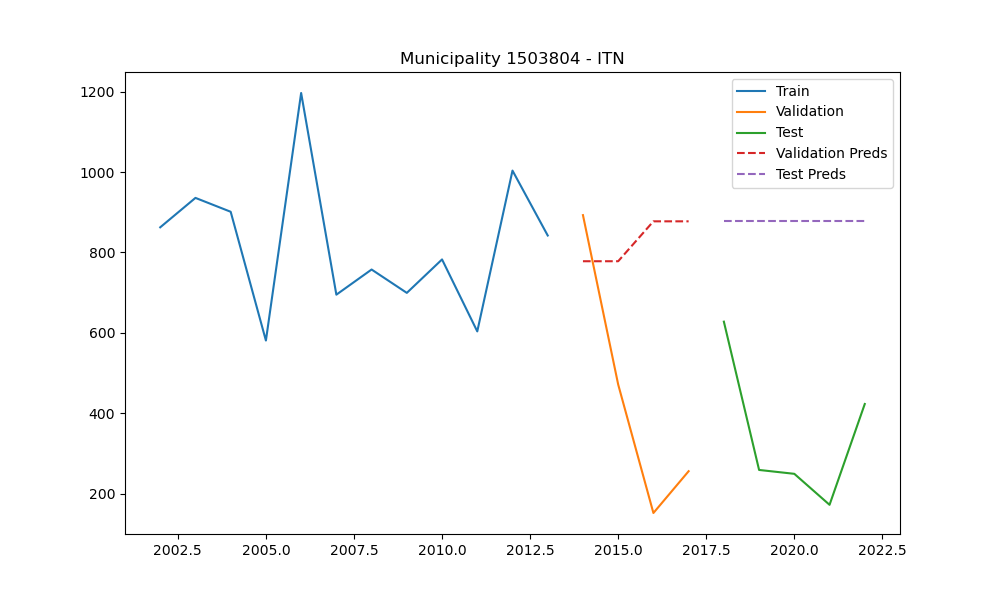 Municipality 1503804 - ITN
Train
Validation
Test
Validation Preds
Test Preds
1200
1000
800
600
400
200
2002.5 2005.0 2007.5 2010.0 2012.5 2015.0 2017.5 2020.0 2022.5